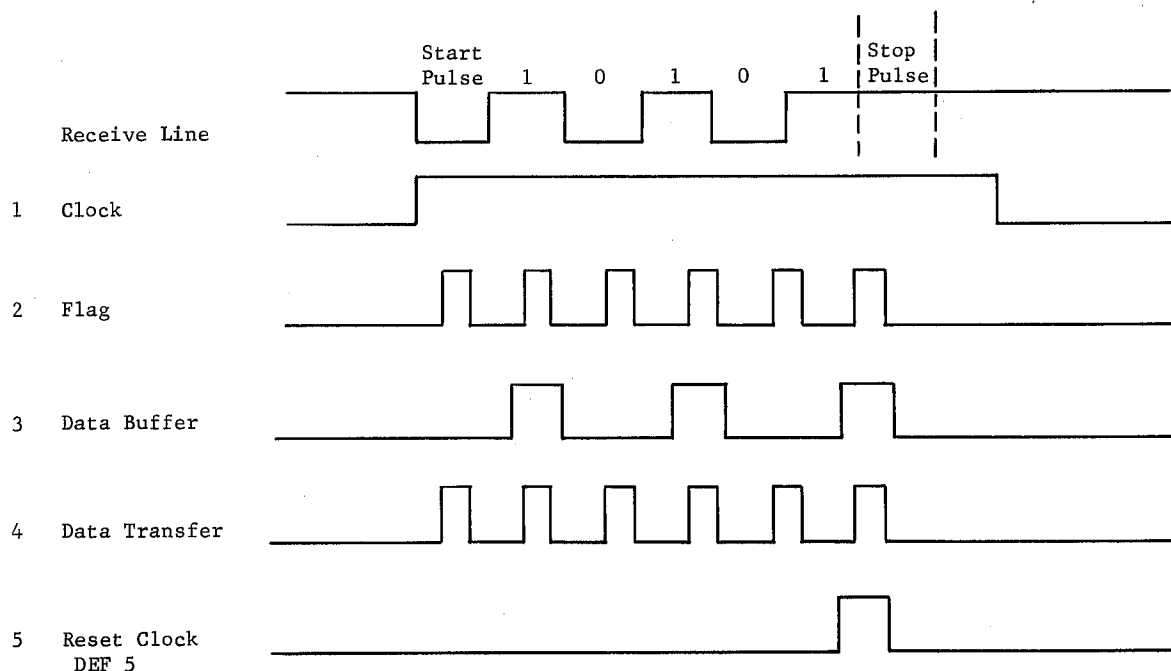 Start Pulse 1 0 1 0 1 Stop Pulse
Receive Line
1 Clock
2 Flag
3 Data Buffer
4 Data Transfer
5 Reset Clock
DEF 5